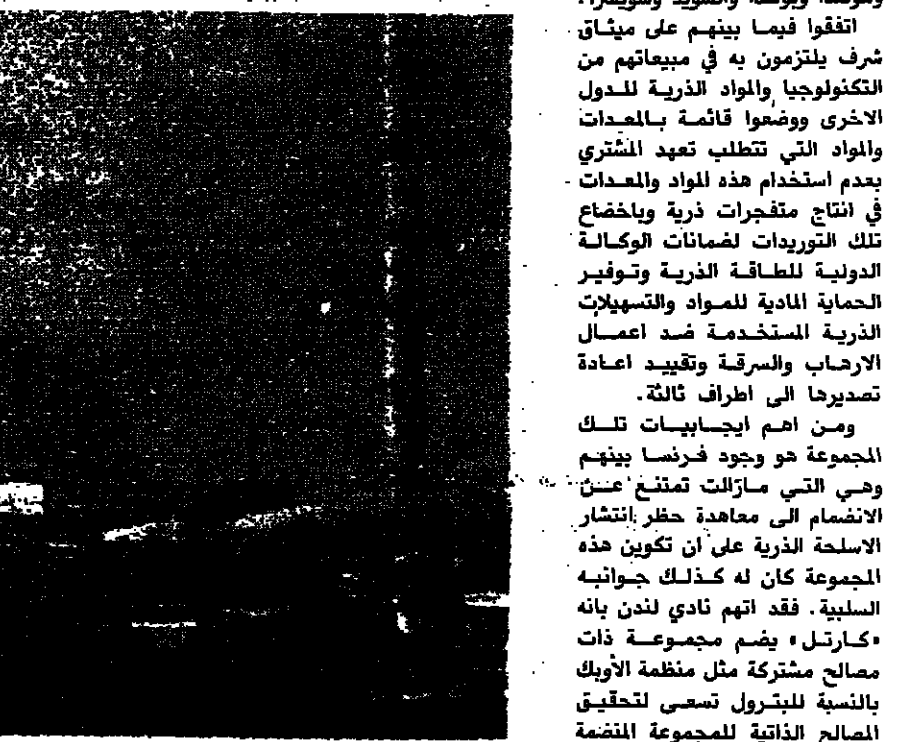 وبولندا والسويد وسويسرا.
اتفقوا فيما بينهم على ميثاق
شرف يلتزمون به في مبيعاتهم من
التكنولوجيا والمواد الذرية للدول
الاخرى ووضعوا قائمة بالمعدات
والمواد التي تتطلب تعهد المشتري
بعدم استخدام هذه المواد والمعدات
في انتاج متفجرات ذرية وباخضاع
تلك التوريدات لضمانات الوكالة
الدولية للطاقة الذرية وتوفير
الحماية المادية للمواد والتسهيلات
الذرية المستخدمة ضد اعمال
الارهاب والسرقة وتقييد اعادة
تصديرها الى اطراف ثالثة.
ومن اهم ايجابيات تلك
المجموعة هو وجود فرنسا بينهم
وهي التي مازالت تمتنع عن
الانضمام الى معاهدة حظر انتشار
الاسلحة الذرية على ان تكوين هذه
المجموعة كان له كذلك جوانبه
السلبية. فقد اتهم نادي لندن بانه
«كارتل» يضم مجموعة ذات
مصالح مشتركة مثل منظمة الأوبك
بالنسبة للبترول تسعى لتحقيق
المصالح الذاتية للمجموعة المنضمة